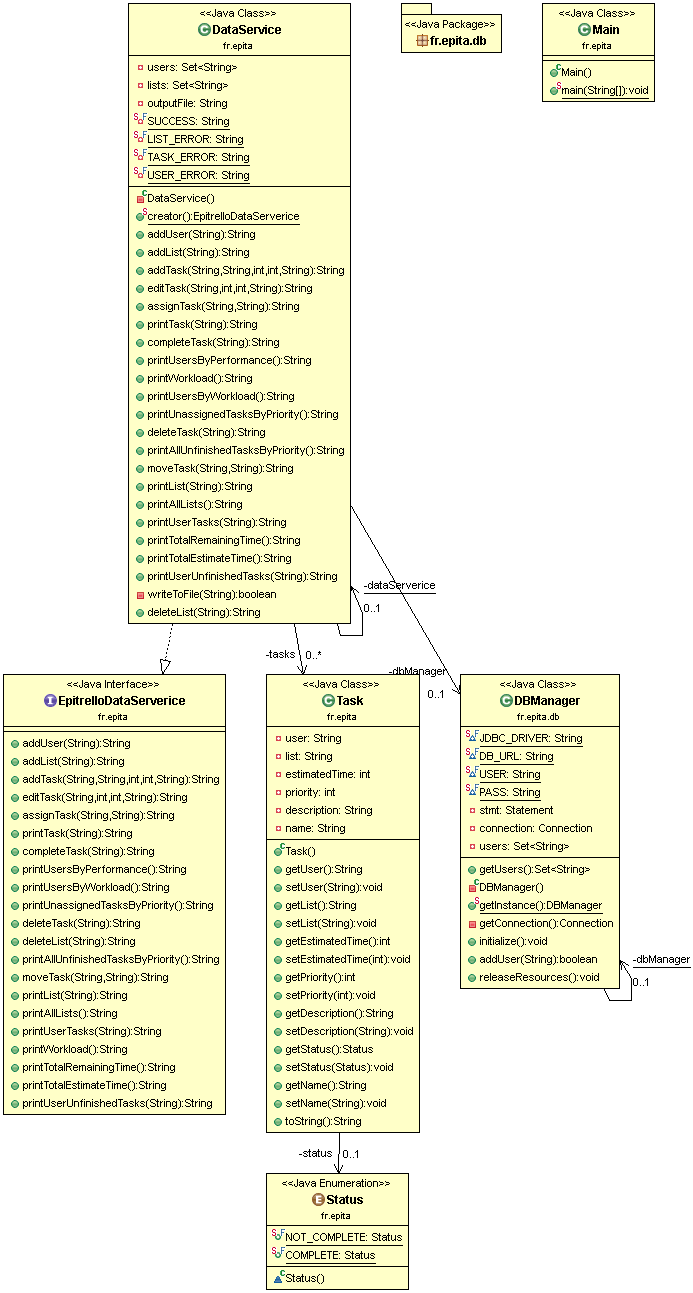 <<Java Class>>
DataService
fr.epita
users: Set<String>
lists: Set<String>
outputFile: String
SUCCESS: String
LIST_ERROR: String
TASK_ERROR: String
USER_ERROR: String
DataService()
creator():EpitrelloDataServerice
addUser(String):String
addList(String):String
addTask(String,String,int,int,String):String
editTask(String,int,int,String):String
assignTask(String,String):String
printTask(String):String
completeTask(String):String
printUsersByPerformance():String
printWorkload():String
printUsersByWorkload():String
printUnassignedTasksByPriority():String
deleteTask(String):String
printAllUnfinishedTasksByPriority():String
moveTask(String,String):String
printList(String):String
printAllLists():String
printUserTasks(String):String
printTotalRemainingTime():String
printTotalEstimateTime():String
printUserUnfinishedTasks(String):String
writeToFile(String):boolean
deleteList(String):String
<<Java Package>>
fr.epita.db
<<Java Class>>
Main
fr.epita
Main()
main(String[]):void
-dataServerice
0..1
-tasks
0..*
-dbManager
0..1
<<Java Interface>>
EpitrelloDataServerice
fr.epita
addUser(String):String
addList(String):String
addTask(String,String,int,int,String):String
editTask(String,int,int,String):String
assignTask(String,String):String
printTask(String):String
completeTask(String):String
printUsersByPerformance():String
printUsersByWorkload():String
printUnassignedTasksByPriority():String
deleteTask(String):String
deleteList(String):String
printAllUnfinishedTasksByPriority():String
moveTask(String,String):String
printList(String):String
printAllLists():String
printUserTasks(String):String
printWorkload():String
printTotalRemainingTime():String
printTotalEstimateTime():String
printUserUnfinishedTasks(String):String
<<Java Class>>
Task
fr.epita
user: String
list: String
estimatedTime: int
priority: int
description: String
name: String
Task()
getUser():String
setUser(String):void
getList():String
setList(String):void
getEstimatedTime():int
setEstimatedTime(int):void
getPriority():int
setPriority(int):void
getDescription():String
setDescription(String):void
getStatus():Status
setStatus(Status):void
getName():String
setName(String):void
toString():String
<<Java Class>>
DBManager
fr.epita.db
JDBC_DRIVER: String
DB_URL: String
USER: String
PASS: String
stmt: Statement
connection: Connection
users: Set<String>
getUsers():Set<String>
DBManager()
getInstance():DBManager
getConnection():Connection
initialize():void
addUser(String):boolean
releaseResources():void
-dbManager
0..1
-status
0..1
<<Java Enumeration>>
Status
fr.epita
NOT_COMPLETE: Status
COMPLETE: Status
Status()